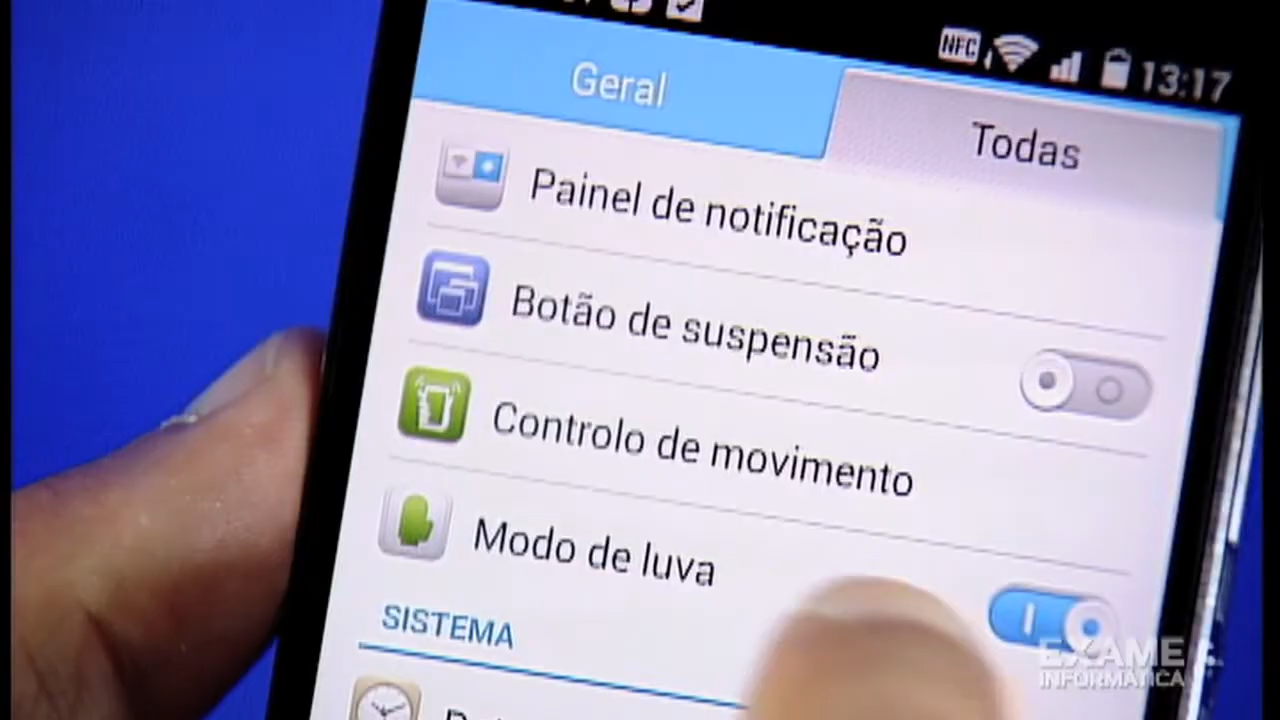 NFC 13:17
Geral
Todas
Painel de notificação
Botão de suspensão
Controlo de movimento
Modo de luva
SISTEMA
EXAME
INFORMÁTICA